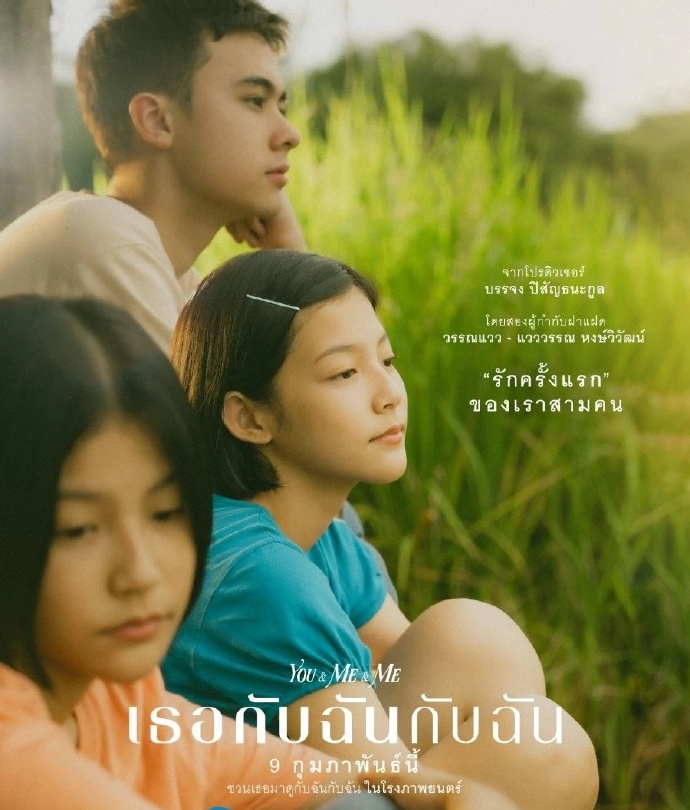 จากโปรดิวเซอร์
บรรจง ปิสัญธนะกูล
โดยสองผู้กำกับฝาแฝด
วรรณแวว - แวววรรณ หงษ์วิวัฒน์
“รักครั้งแรก”
ของเราสามคน
YOU & ME & ME
เธอกับฉันกับฉัน
9 กุมภาพันธ์นี้
ชวนเธอมาดูกับฉันกับฉัน ในโรงภาพยนตร์